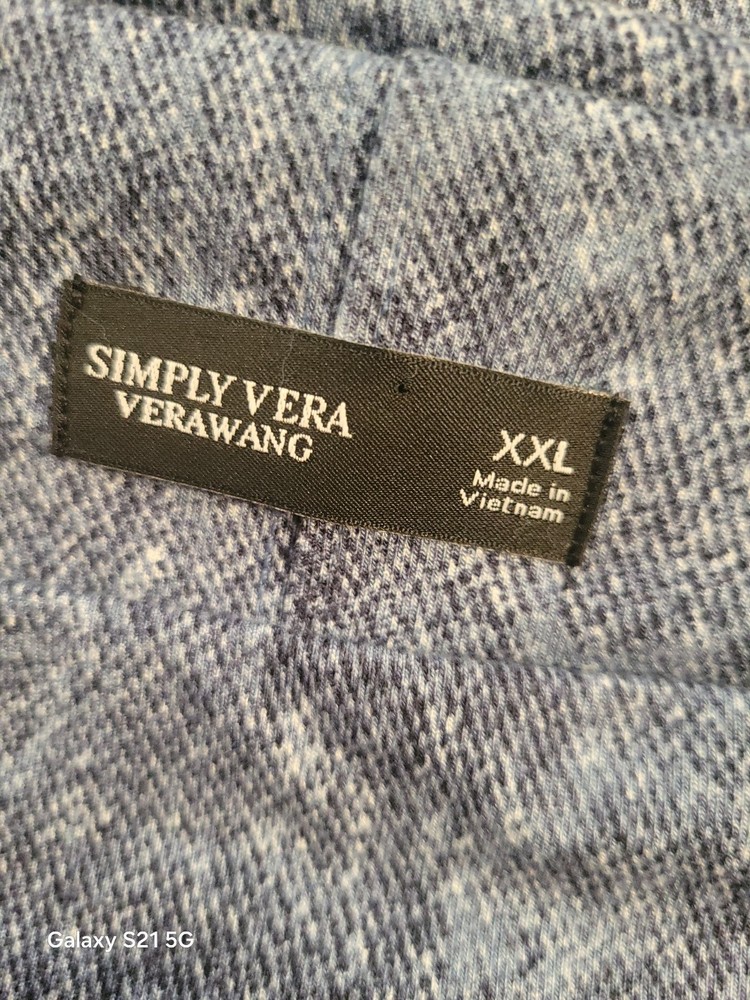 SIMPLY VERA
VERAWANG
XXL
Made in
Vietnam
Galaxy S21 5G